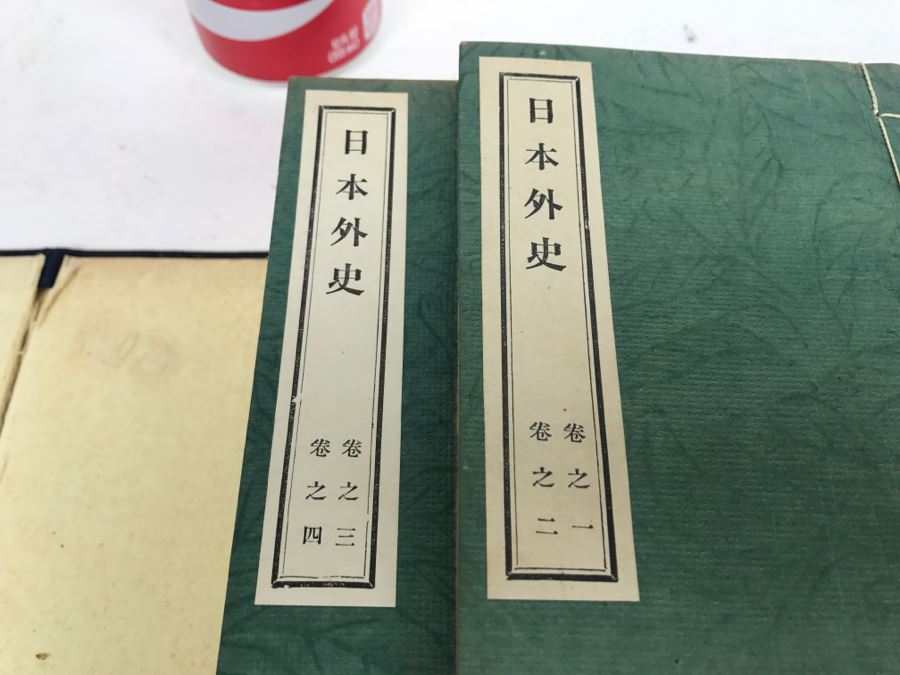 日本外史
卷之一
卷之二
日本外史
卷之三
卷之四